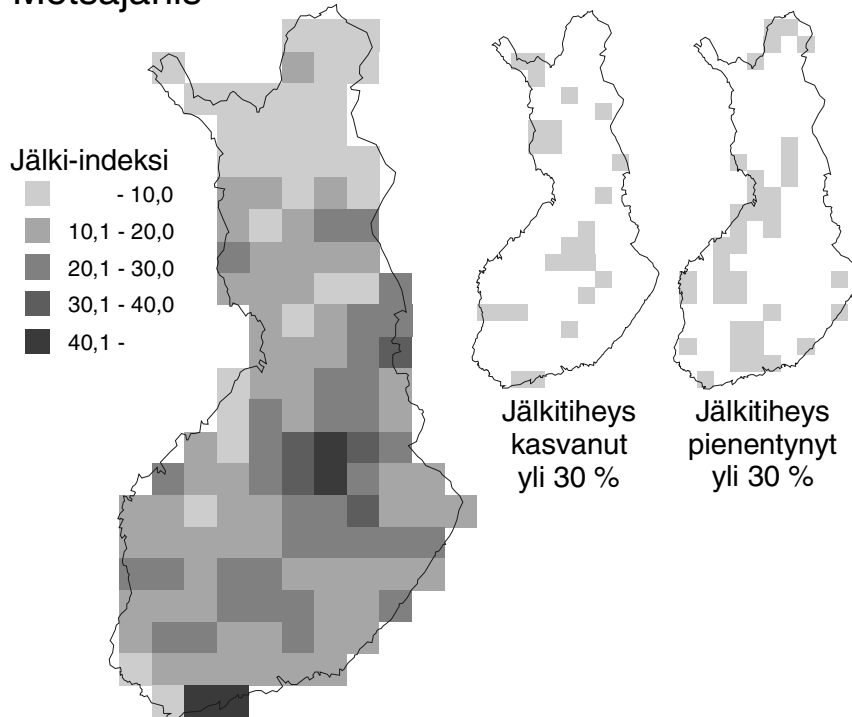 Metsäjänis
Jälki-indeksi
- 10,0
10,1 - 20,0
20,1 - 30,0
30,1 - 40,0
40,1 -
Jälkitiheys
kasvanut
yli 30 %
Jälkitiheys
pienentynyt
yli 30 %